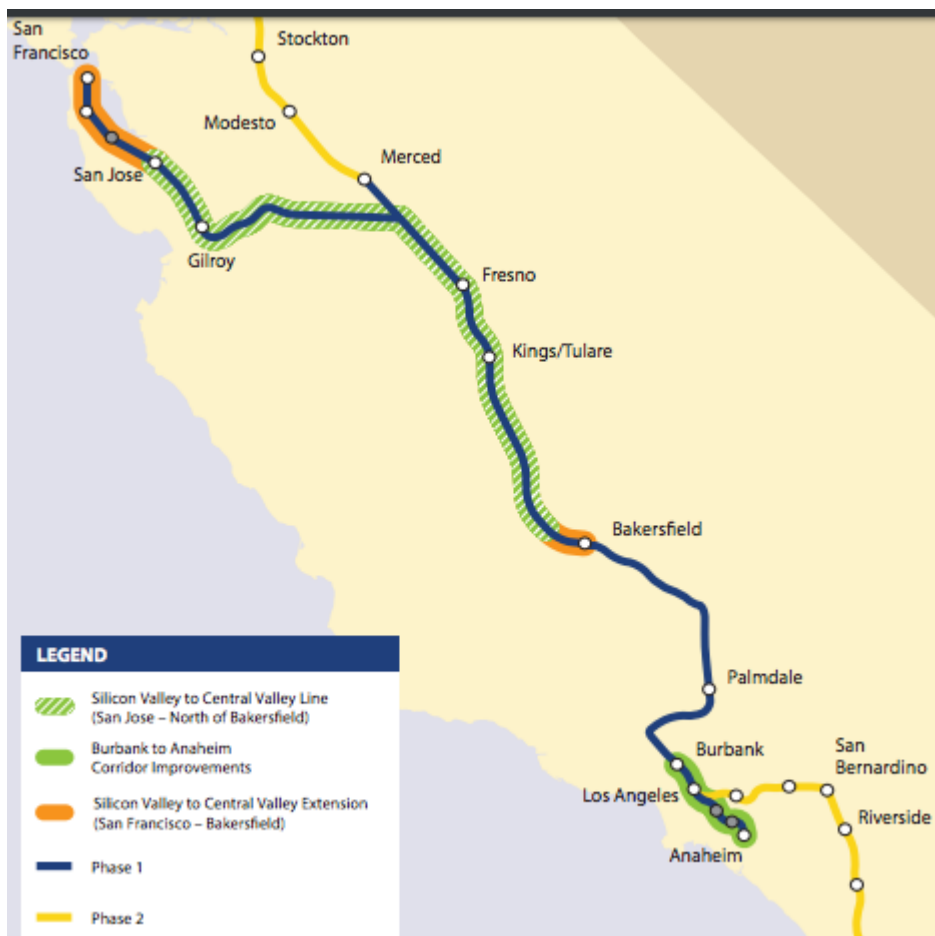 San
Francisco
Stockton
Modesto
Merced
San Jose
Gilroy
Fresno
Kings/Tulare
Bakersfield
Palmdale
Burbank
San
Bernardino
Los Angeles
Riverside
Anaheim
LEGEND
Silicon Valley to Central Valley Line
(San Jose – North of Bakersfield)
Burbank to Anaheim
Corridor Improvements
Silicon Valley to Central Valley Extension
(San Francisco – Bakersfield)
Phase 1
Phase 2